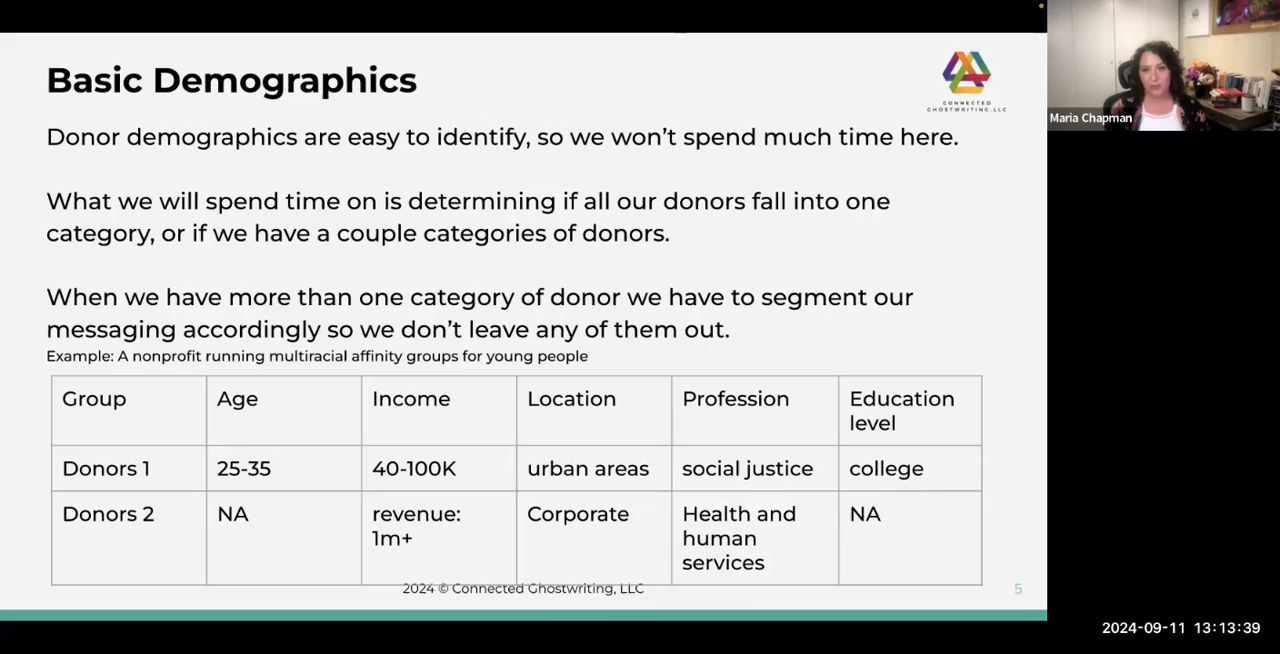 Basic Demographics
CONNECTED
GHOSTWRITING, LLC
Donor demographics are easy to identify, so we won't spend much time here.
What we will spend time on is determining if all our donors fall into one
category, or if we have a couple categories of donors.
When we have more than one category of donor we have to segment our
messaging accordingly so we don't leave any of them out.
Example: A nonprofit running multiracial affinity groups for young people
Group Age Income Location Profession Education
level
Donors 1 25-35 40-100K urban areas social justice college
Donors 2 NA revenue: Corporate Health and NA
1m+ human
services
2024 © Connected Ghostwriting, LLC
5
Maria Chapman
2024-09-11 13:13:39